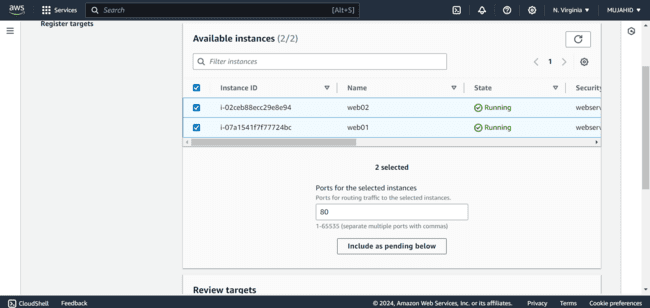 aws
Services
Search
[Alt+S]
N. Virginia
MUJAHID
Register targets
Available instances (2/2)
Filter instances
1
Instance ID
Name
State
Security
i-02ceb88ecc29e8e94
web02
Running
webserv
i-07a1541f7f77724bc
web01
Running
webserv
2 selected
Ports for the selected instances
Ports for routing traffic to the selected instances.
80
1-65535 (separate multiple ports with commas)
Include as pending below
Review targets
CloudShell
Feedback
© 2024, Amazon Web Services, Inc. or its affiliates.
Privacy
Terms
Cookie preferences